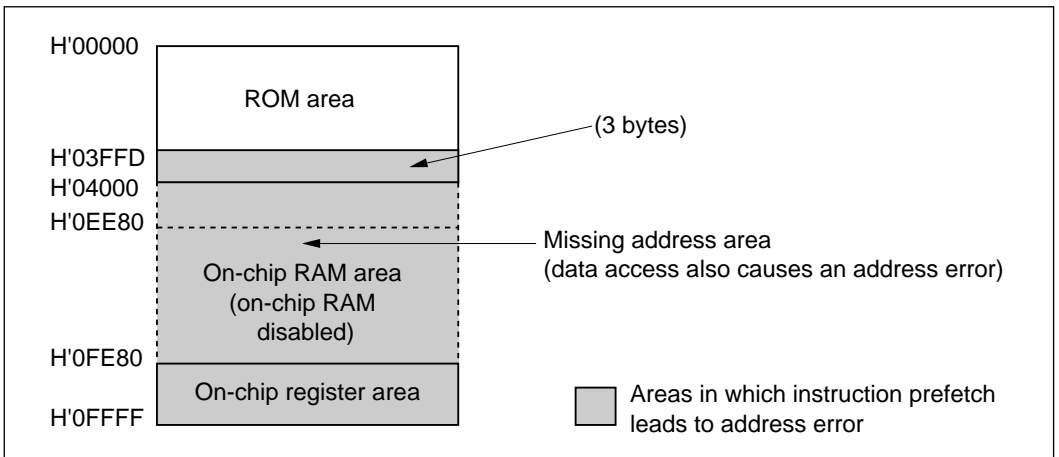 H'00000
ROM area
(3 bytes)
H'03FFD
H'04000
H'0EE80
Missing address area
(data access also causes an address error)
On-chip RAM area
(on-chip RAM
disabled)
H'0FE80
On-chip register area
H'0FFFF
Areas in which instruction prefetch
leads to address error